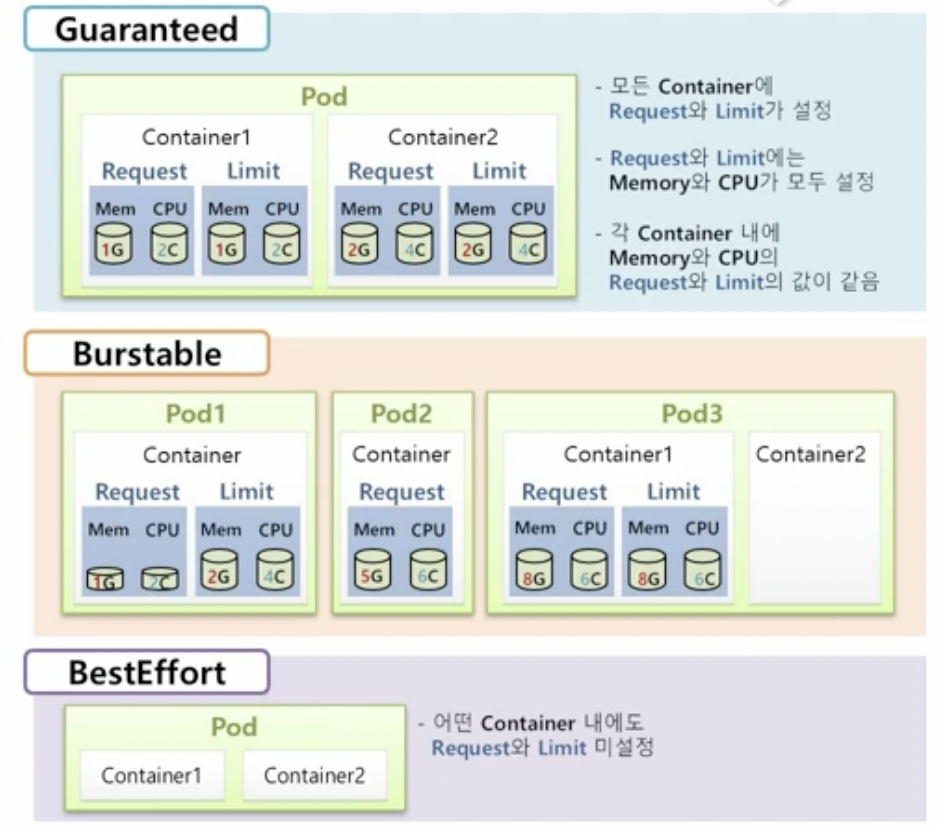 Guaranteed
Pod
Container1
Request Limit
Mem CPU Mem CPU
1G 2C 1G 2C
Container2
Request Limit
Mem CPU Mem CPU
2G 4C 2G 4C
- 모든 Container에
Request와 Limit가 설정
- Request와 Limit에는
Memory와 CPU가 모두 설정
- 각 Container 내에
Memory와 CPU의
Request와 Limit의 값이 같음
Burstable
Pod1
Container
Request Limit
Mem CPU Mem CPU
1G 2C 2G 4C
Pod2
Container
Request
Mem CPU
5G 6C
Pod3
Container1
Request Limit
Mem CPU Mem CPU
8G 6C 8G 6C
Container2
BestEffort
Pod
Container1
Container2
- 어떤 Container 내에도
Request와 Limit 미설정